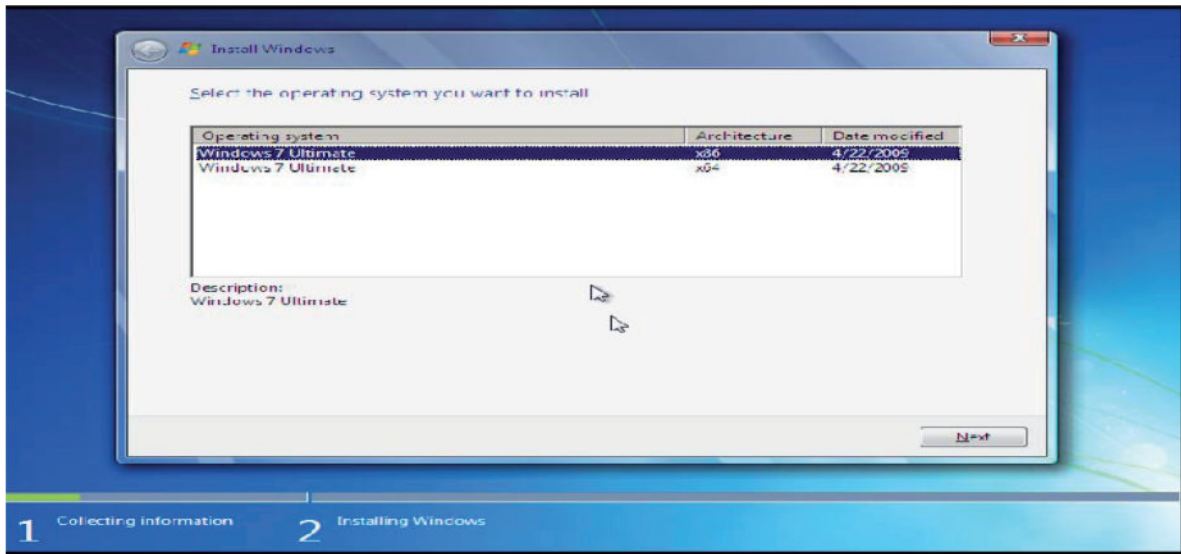 Install Windows
Select the operating system you want to install
Operating system Architecture Date modified
Windows 7 Ultimate x86 4/22/2009
Windows 7 Ultimate x64 4/22/2009
Description:
Windows 7 Ultimate
Next
1 Collecting information 2 Installing Windows